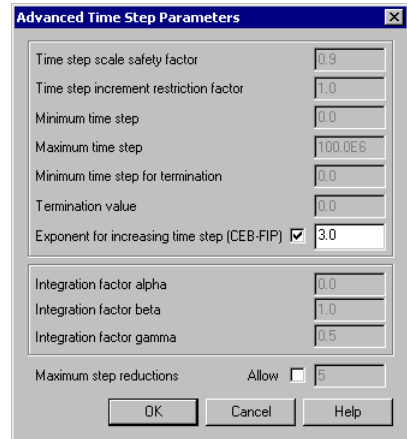 Advanced Time Step Parameters
Time step scale safety factor 0.9
Time step increment restriction factor 1.0
Minimum time step 0.0
Maximum time step 100.0E6
Minimum time step for termination 0.0
Termination value 0.0
Exponent for increasing time step (CEB-FIP) 3.0
Integration factor alpha 0.0
Integration factor beta 1.0
Integration factor gamma 0.5
Maximum step reductions Allow 5
OK Cancel Help